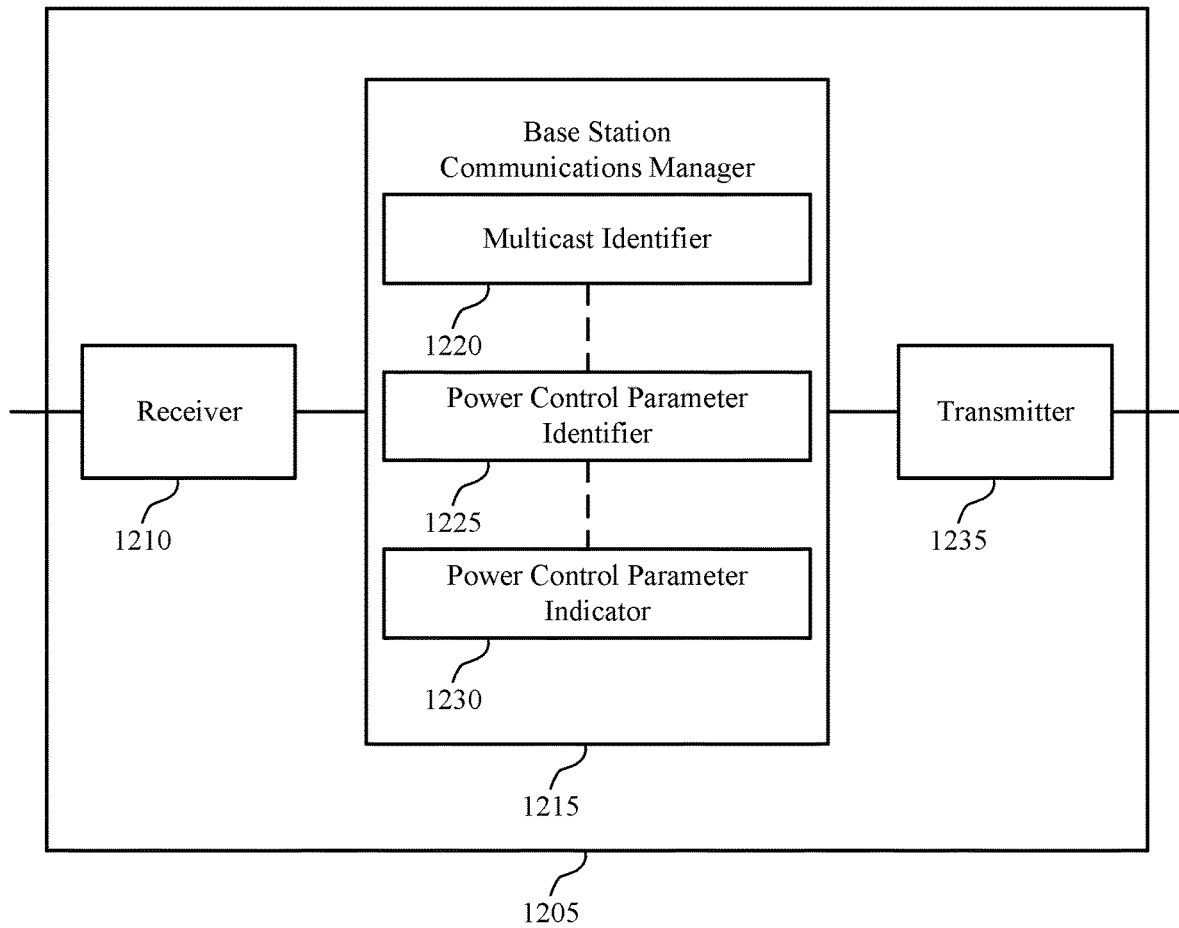 Base Station
Communications Manager
Multicast Identifier
1220
Receiver
1210
Power Control Parameter
Identifier
1225
Transmitter
1235
Power Control Parameter
Indicator
1230
1215
1205